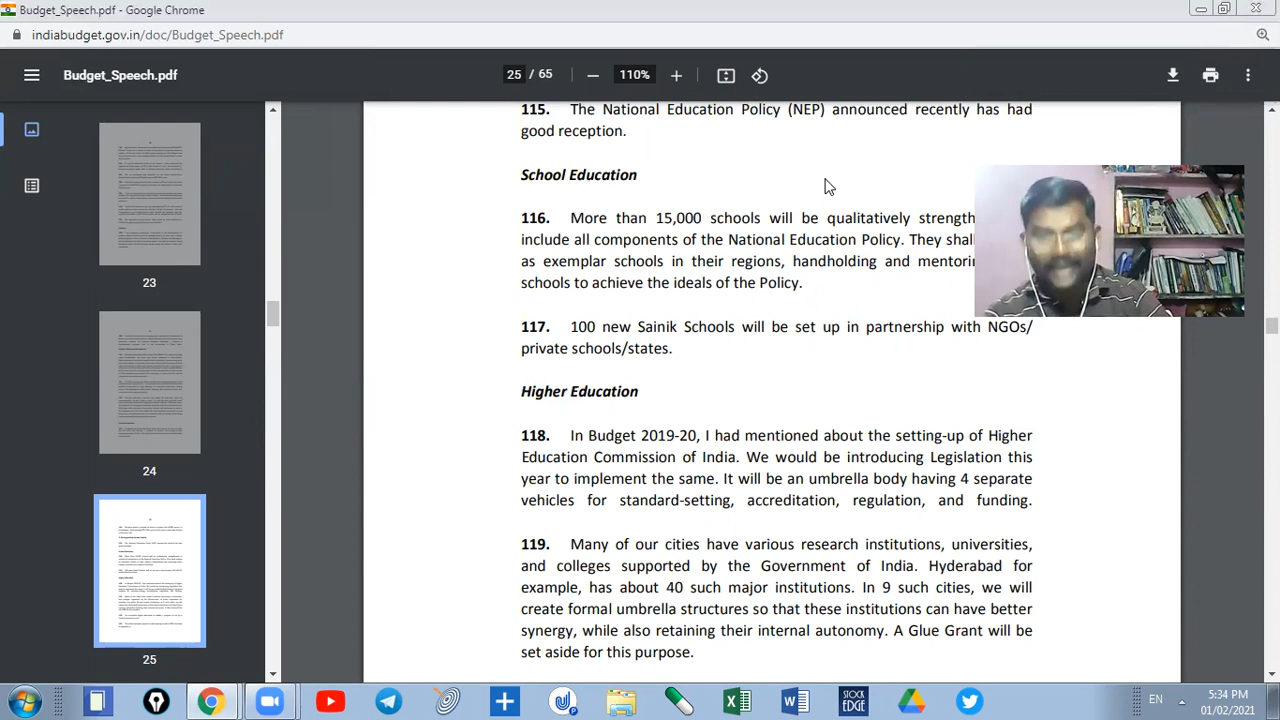 Budget_Speech.pdf - Google Chrome
indiabudget.gov.in/doc/Budget_Speech.pdf
Budget_Speech.pdf
25 / 65
110%
115. The National Education Policy (NEP) announced recently has had
good reception.
School Education
116. More than 15,000 schools will be qualitatively
include all components of the National Education Policy. They
as exemplar schools in their regions, handholding and
schools to achieve the ideals of the Policy.
117. 100 new Sainik Schools will be set up in partnership with NGOs/
private schools/states.
Higher Education
118. In Budget 2019-20, I had mentioned about the setting-up of Higher
Education Commission of India. We would be introducing Legislation this
year to implement the same. It will be an umbrella body having 4 separate
vehicles for standard-setting, accreditation, regulation, and funding.
119. Many of our cities have various research institutions, universities,
and colleges supported by the Government of India. Hyderabad for
example, has about 40 such major institutions. In 9 such cities, we will
create formal umbrella structures so that these institutions can have better
synergy, while also retaining their internal autonomy. A Glue Grant will be
set aside for this purpose.
23
24
25
STOCK
EDGE
EN
5:34 PM
01/02/2021